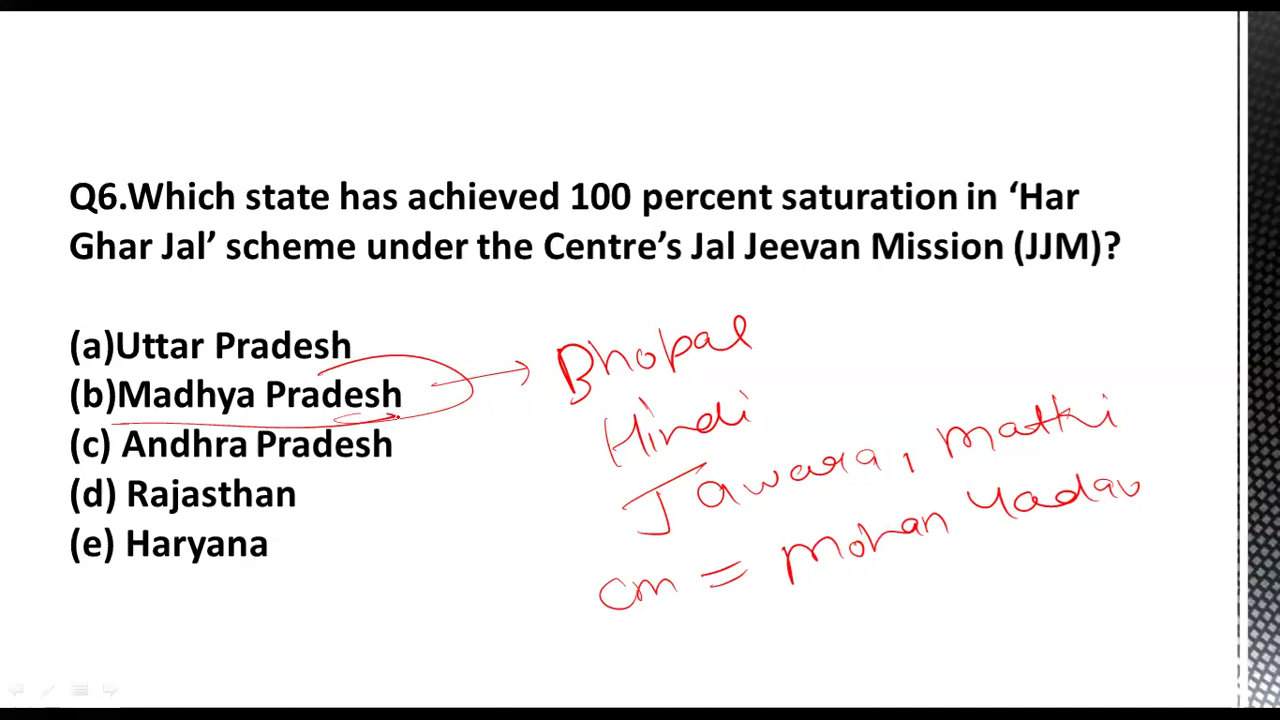 Q6.Which state has achieved 100 percent saturation in ‘Har
Ghar Jal’ scheme under the Centre’s Jal Jeevan Mission (JJM)?
(a)Uttar Pradesh
(b)Madhya Pradesh
(c) Andhra Pradesh
(d) Rajasthan
(e) Haryana
Bhopal
Hindi
Jawara, Matki
CM = Mohan Yadav